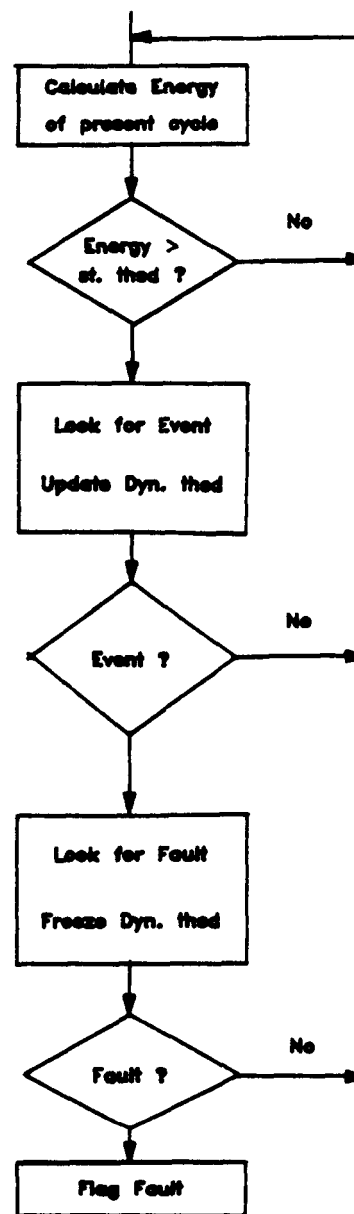 Calculate Energy
of present cycle
No
Energy >
st. thsd ?
Look for Event
Update Dyn. thsd
No
Event ?
Look for Fault
Freeze Dyn. thsd
No
Fault ?
Flag Fault